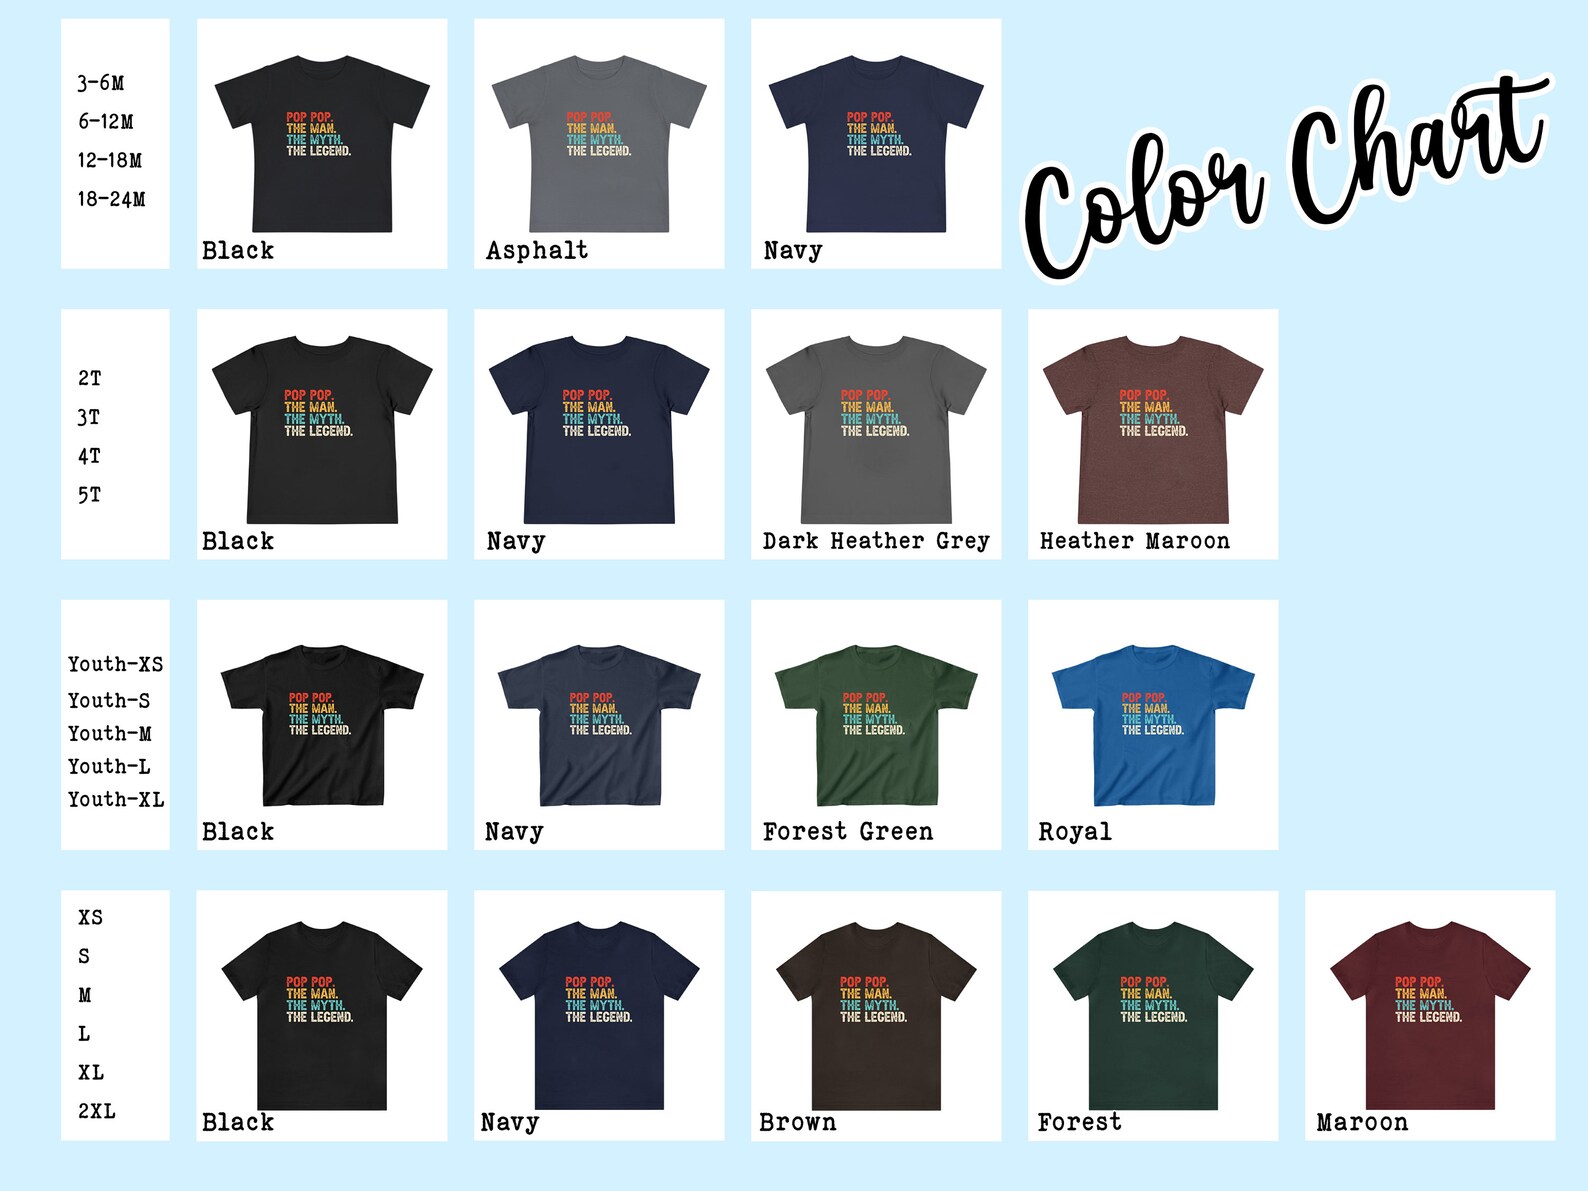 Color Chart
3-6M
6-12M
12-18M
18-24M
POP POP.
THE MAN.
THE MYTH.
THE LEGEND.
Black
POP POP.
THE MAN.
THE MYTH.
THE LEGEND.
Asphalt
POP POP.
THE MAN.
THE MYTH.
THE LEGEND.
Navy
2T
3T
4T
5T
POP POP.
THE MAN.
THE MYTH.
THE LEGEND.
Black
POP POP.
THE MAN.
THE MYTH.
THE LEGEND.
Navy
POP POP.
THE MAN.
THE MYTH.
THE LEGEND.
Dark Heather Grey
POP POP.
THE MAN.
THE MYTH.
THE LEGEND.
Heather Maroon
Youth-XS
Youth-S
Youth-M
Youth-L
Youth-XL
POP POP.
THE MAN.
THE MYTH.
THE LEGEND.
Black
POP POP.
THE MAN.
THE MYTH.
THE LEGEND.
Navy
POP POP.
THE MAN.
THE MYTH.
THE LEGEND.
Forest Green
POP POP.
THE MAN.
THE MYTH.
THE LEGEND.
Royal
XS
S
M
L
XL
2XL
POP POP.
THE MAN.
THE MYTH.
THE LEGEND.
Black
POP POP.
THE MAN.
THE MYTH.
THE LEGEND.
Navy
POP POP.
THE MAN.
THE MYTH.
THE LEGEND.
Brown
POP POP.
THE MAN.
THE MYTH.
THE LEGEND.
Forest
POP POP.
THE MAN.
THE MYTH.
THE LEGEND.
Maroon